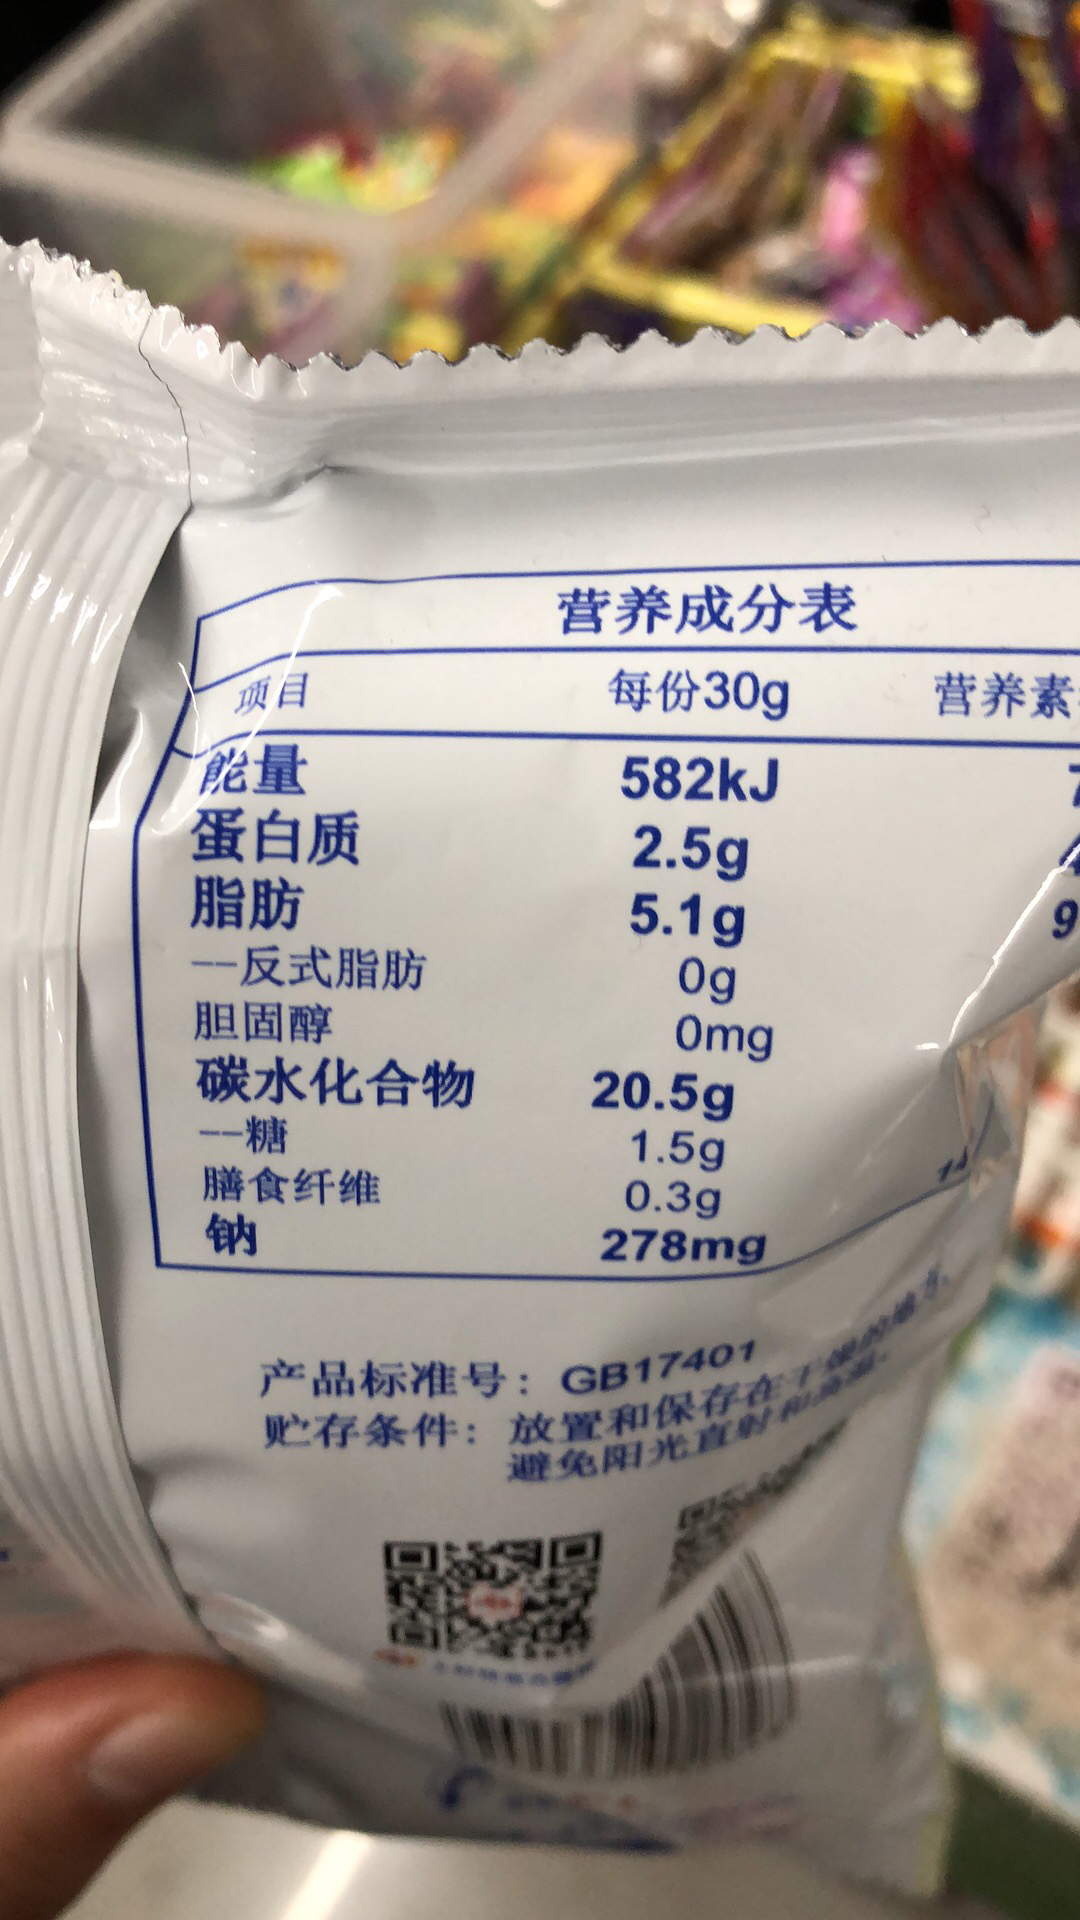 营养成分表
项目 每份30g 营养素
能量 582kJ 7
蛋白质 2.5g
脂肪 5.1g 9
--反式脂肪 0g
胆固醇 0mg
碳水化合物 20.5g
--糖 1.5g
膳食纤维 0.3g
钠 278mg 14
产品标准号：GB17401
贮存条件：放置和保存在干燥的地方，
避免阳光直射和高温。